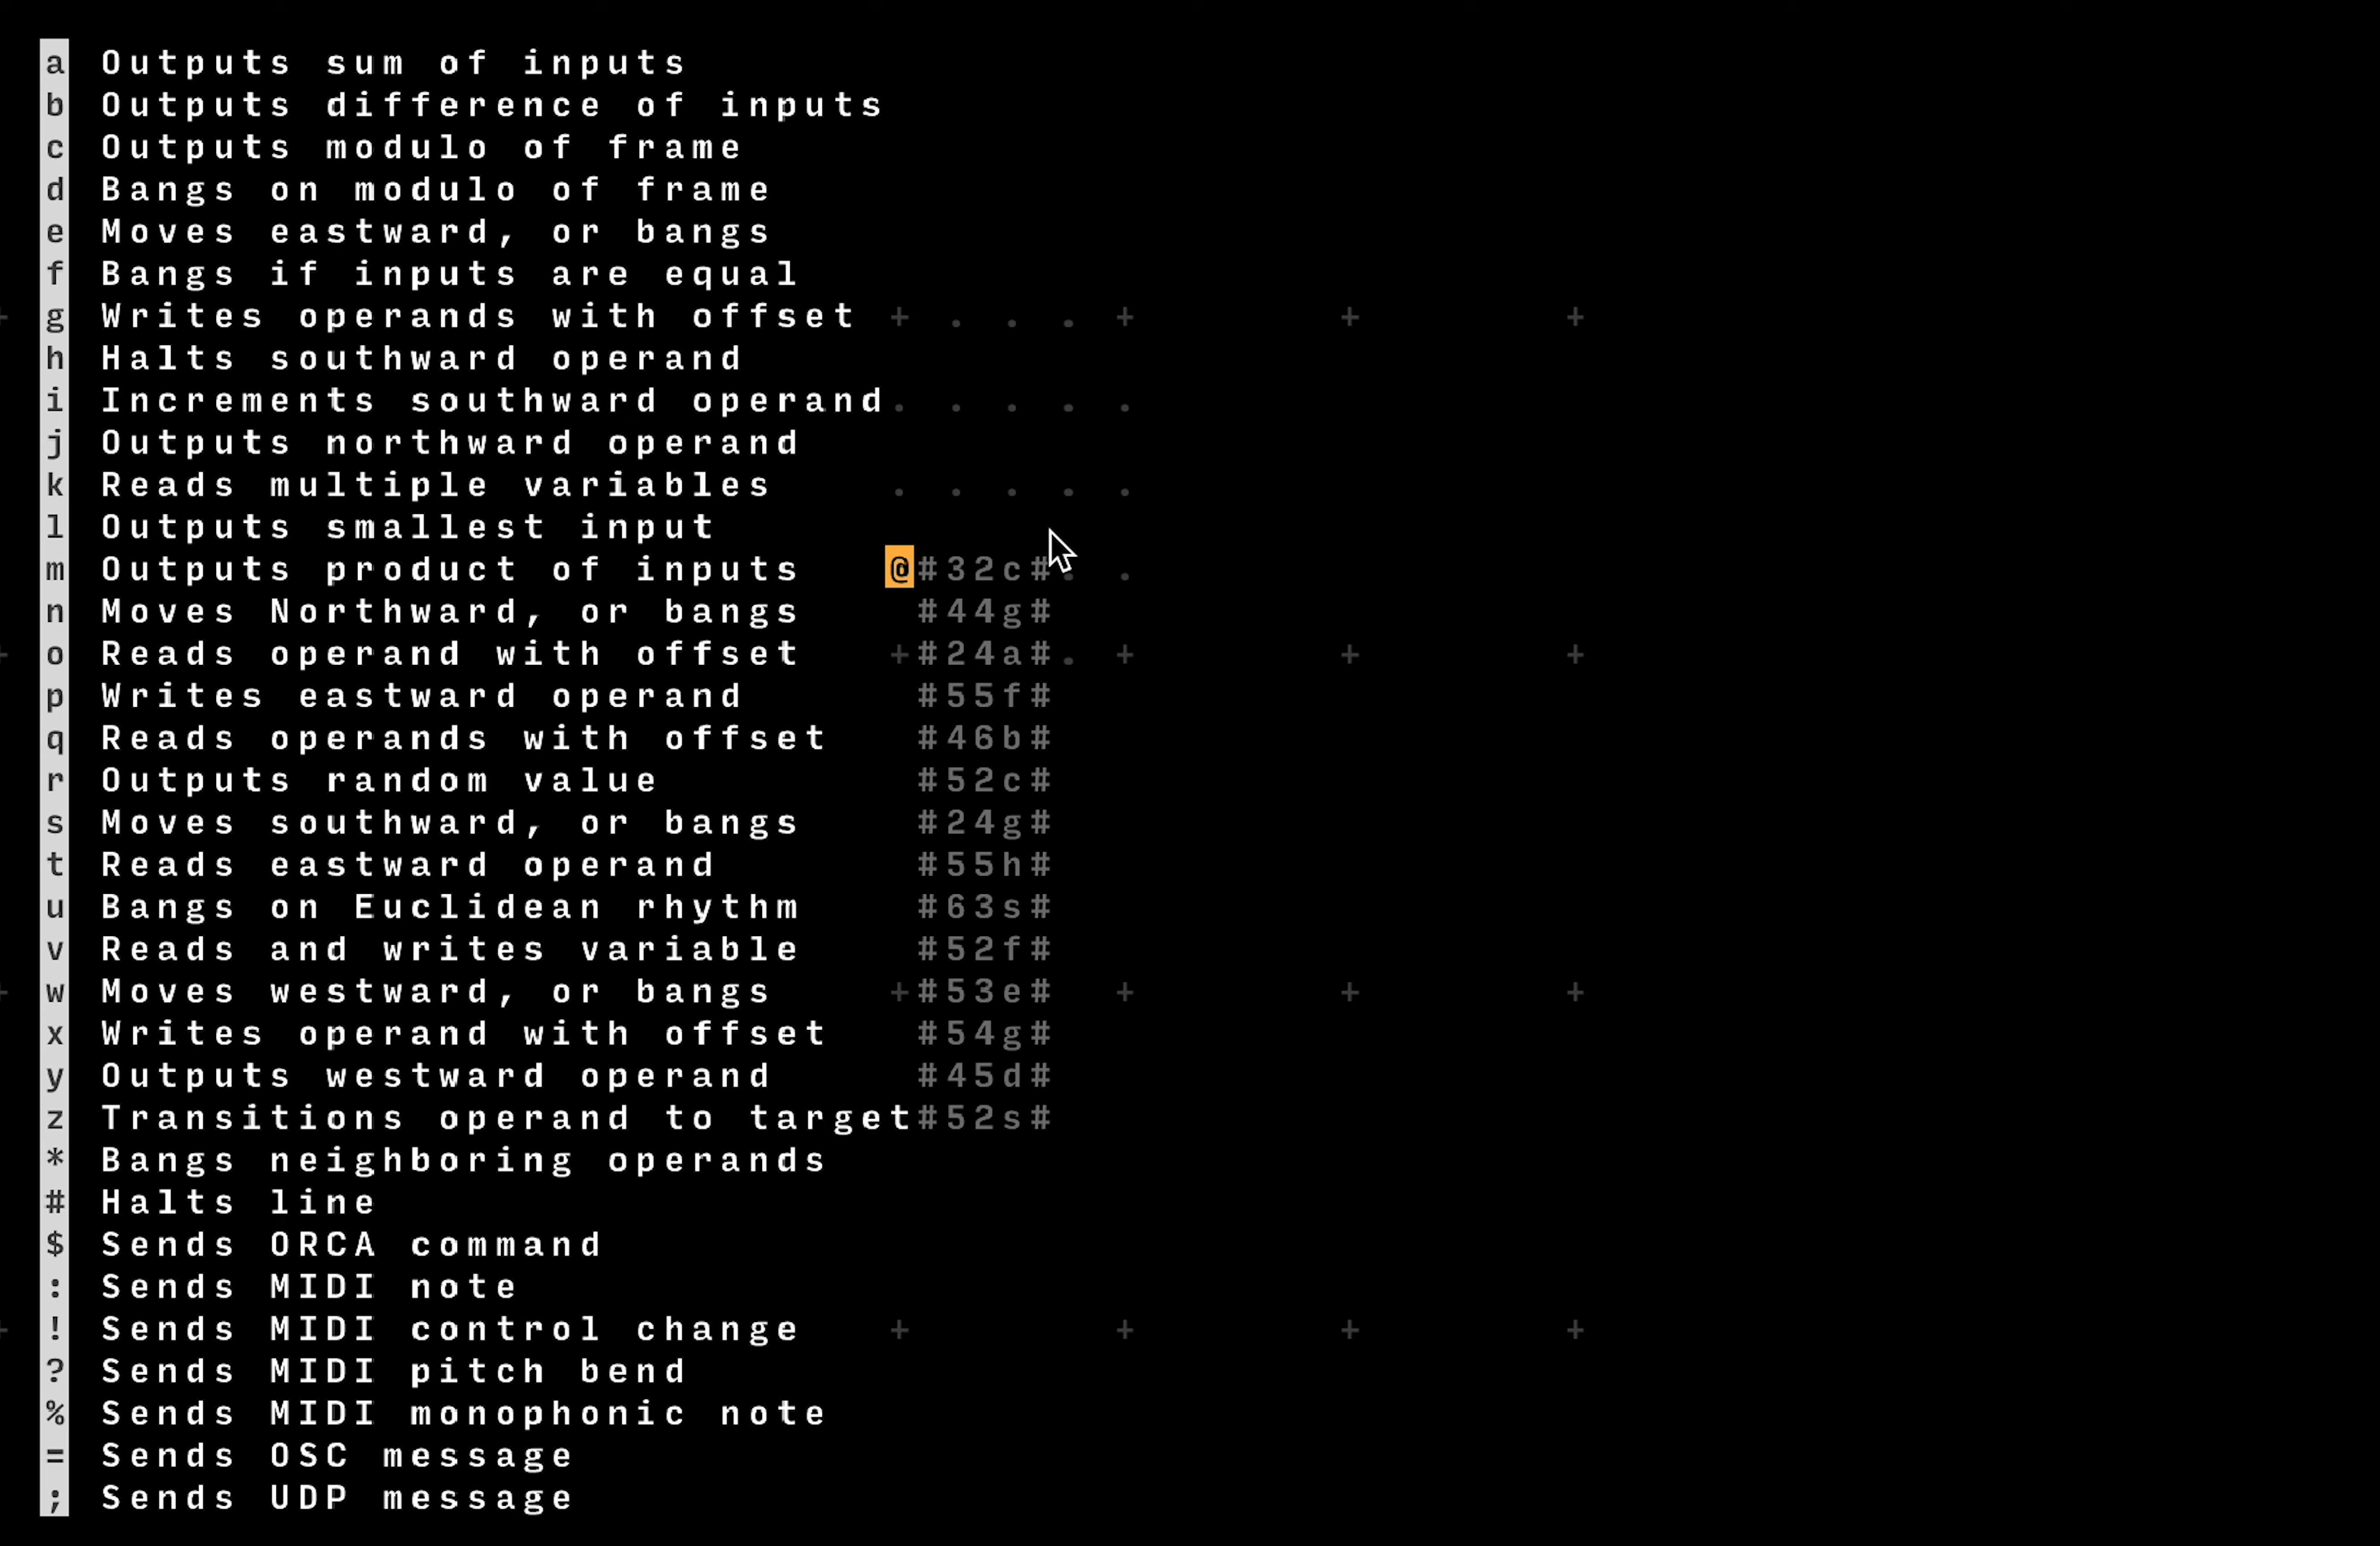 a Outputs sum of inputs
b Outputs difference of inputs
c Outputs modulo of frame
d Bangs on modulo of frame
e Moves eastward, or bangs
f Bangs if inputs are equal
g Writes operands with offset + . . . + + +
h Halts southward operand
i Increments southward operand. . . . .
j Outputs northward operand
k Reads multiple variables . . . . .
l Outputs smallest input
m Outputs product of inputs @#32c#. .
n Moves Northward, or bangs #44g#
o Reads operand with offset +#24a#. + + +
p Writes eastward operand #55f#
q Reads operands with offset #46b#
r Outputs random value #52c#
s Moves southward, or bangs #24g#
t Reads eastward operand #55h#
u Bangs on Euclidean rhythm #63s#
v Reads and writes variable #52f#
w Moves westward, or bangs +#53e# + + +
x Writes operand with offset #54g#
y Outputs westward operand #45d#
z Transitions operand to target#52s#
* Bangs neighboring operands
# Halts line
$ Sends ORCA command
: Sends MIDI note
! Sends MIDI control change + + + +
? Sends MIDI pitch bend
% Sends MIDI monophonic note
= Sends OSC message
; Sends UDP message